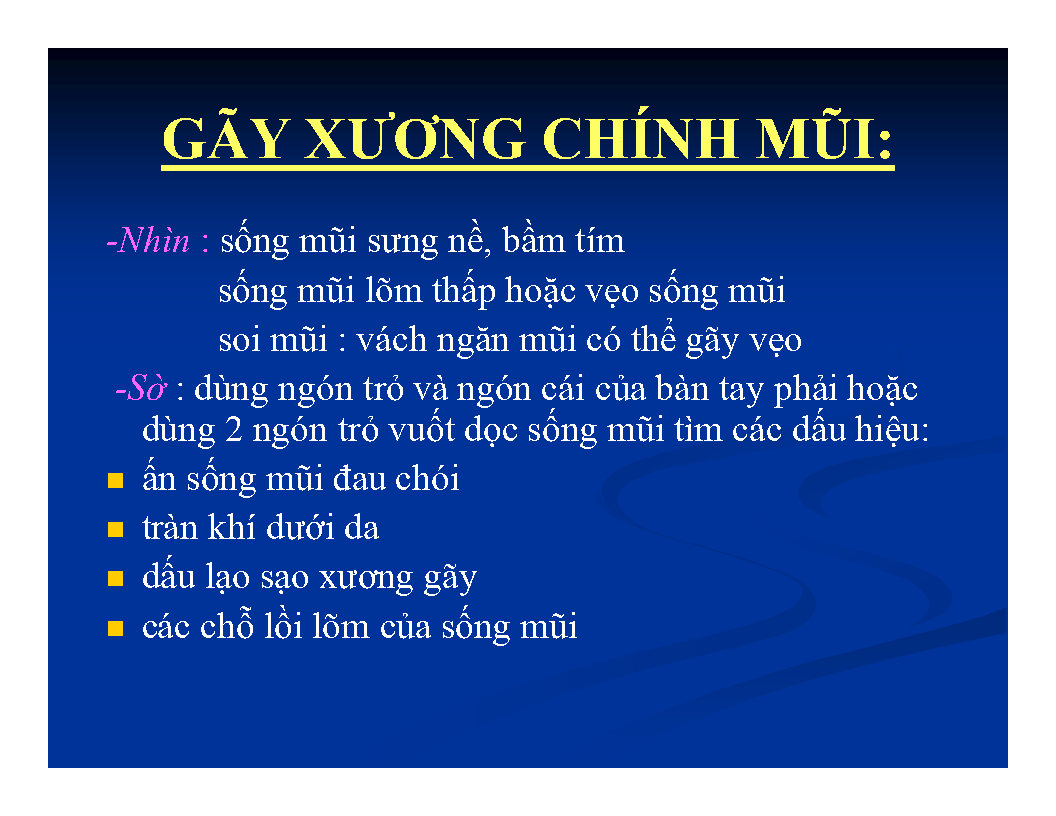 GÃY XƯƠNG CHÍNH MŨI:
-Nhìn : sống mũi sưng nề, bầm tím
sống mũi lõm thấp hoặc vẹo sống mũi
soi mũi : vách ngăn mũi có thể gãy vẹo
-Sờ : dùng ngón trỏ và ngón cái của bàn tay phải hoặc
dùng 2 ngón trỏ vuốt dọc sống mũi tìm các dấu hiệu:
ấn sống mũi đau chói
tràn khí dưới da
dấu lạo sạo xương gãy
các chỗ lồi lõm của sống mũi